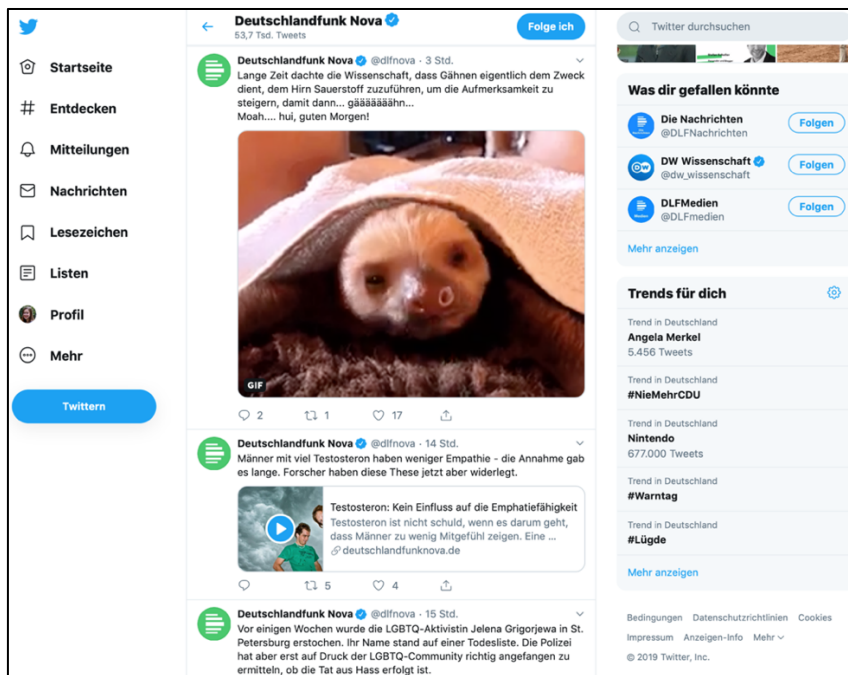 Startseite
Entdecken
Mitteilungen
Nachrichten
Lesezeichen
Listen
Profil
Mehr
Twittern
Deutschlandfunk Nova
53,7 Tsd. Tweets
Folge ich
Deutschlandfunk Nova @dlfnova · 3 Std.
Lange Zeit dachte die Wissenschaft, dass Gähnen eigentlich dem Zweck
dient, dem Hirn Sauerstoff zuzuführen, um die Aufmerksamkeit zu
steigern, damit dann... gääääääähn...
Moah.... hui, guten Morgen!
GIF
2 1 17
Deutschlandfunk Nova @dlfnova · 14 Std.
Männer mit viel Testosteron haben weniger Empathie - die Annahme gab
es lange. Forscher haben diese These jetzt aber widerlegt.
Testosteron: Kein Einfluss auf die Emphatiefähigkeit
Testosteron ist nicht schuld, wenn es darum geht,
dass Männer zu wenig Mitgefühl zeigen. Eine ...
deutschlandfunknova.de
5 4
Deutschlandfunk Nova @dlfnova · 15 Std.
Vor einigen Wochen wurde die LGBTQ-Aktivistin Jelena Grigorjewa in St.
Petersburg erstochen. Ihr Name stand auf einer Todesliste. Die Polizei
hat aber erst auf Druck der LGBTQ-Community richtig angefangen zu
ermitteln, ob die Tat aus Hass erfolgt ist.
Twitter durchsuchen
Was dir gefallen könnte
Die Nachrichten
@DLFNachrichten
Folgen
DW Wissenschaft
@dw_wissenschaft
Folgen
DLFMedien
@DLFmedien
Folgen
Mehr anzeigen
Trends für dich
Trend in Deutschland
Angela Merkel
5.456 Tweets
Trend in Deutschland
#NieMehrCDU
Trend in Deutschland
Nintendo
677.000 Tweets
Trend in Deutschland
#Warntag
Trend in Deutschland
#Lügde
Mehr anzeigen
Bedingungen Datenschutzrichtlinien Cookies
Impressum Anzeigen-Info Mehr
© 2019 Twitter, Inc.